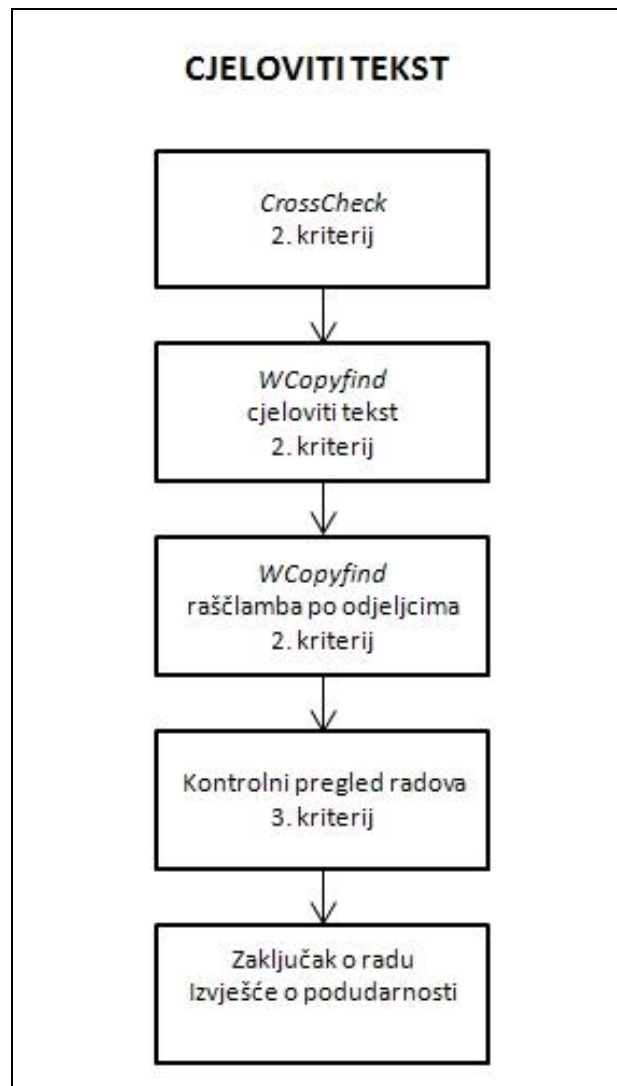 CJELOVITI TEKST
CrossCheck
2. kriterij
WCopyfind
cjeloviti tekst
2. kriterij
WCopyfind
raščlamba po odjeljcima
2. kriterij
Kontrolni pregled radova
3. kriterij
Zaključak o radu
Izvješće o podudarnosti